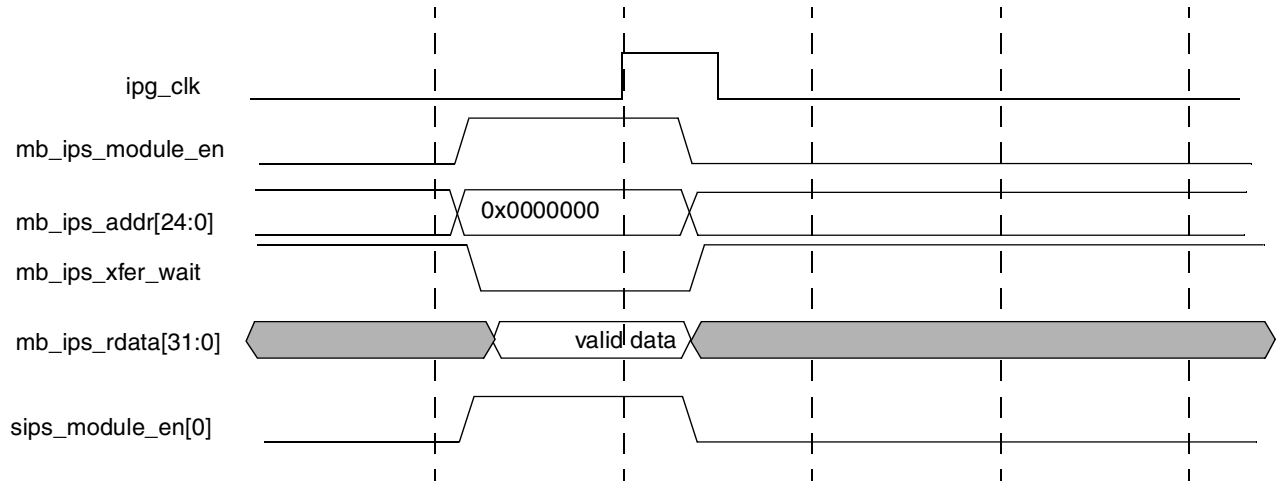 ipg_clk
mb_ips_module_en
mb_ips_addr[24:0]
0x0000000
mb_ips_xfer_wait
mb_ips_rdata[31:0]
valid data
sips_module_en[0]